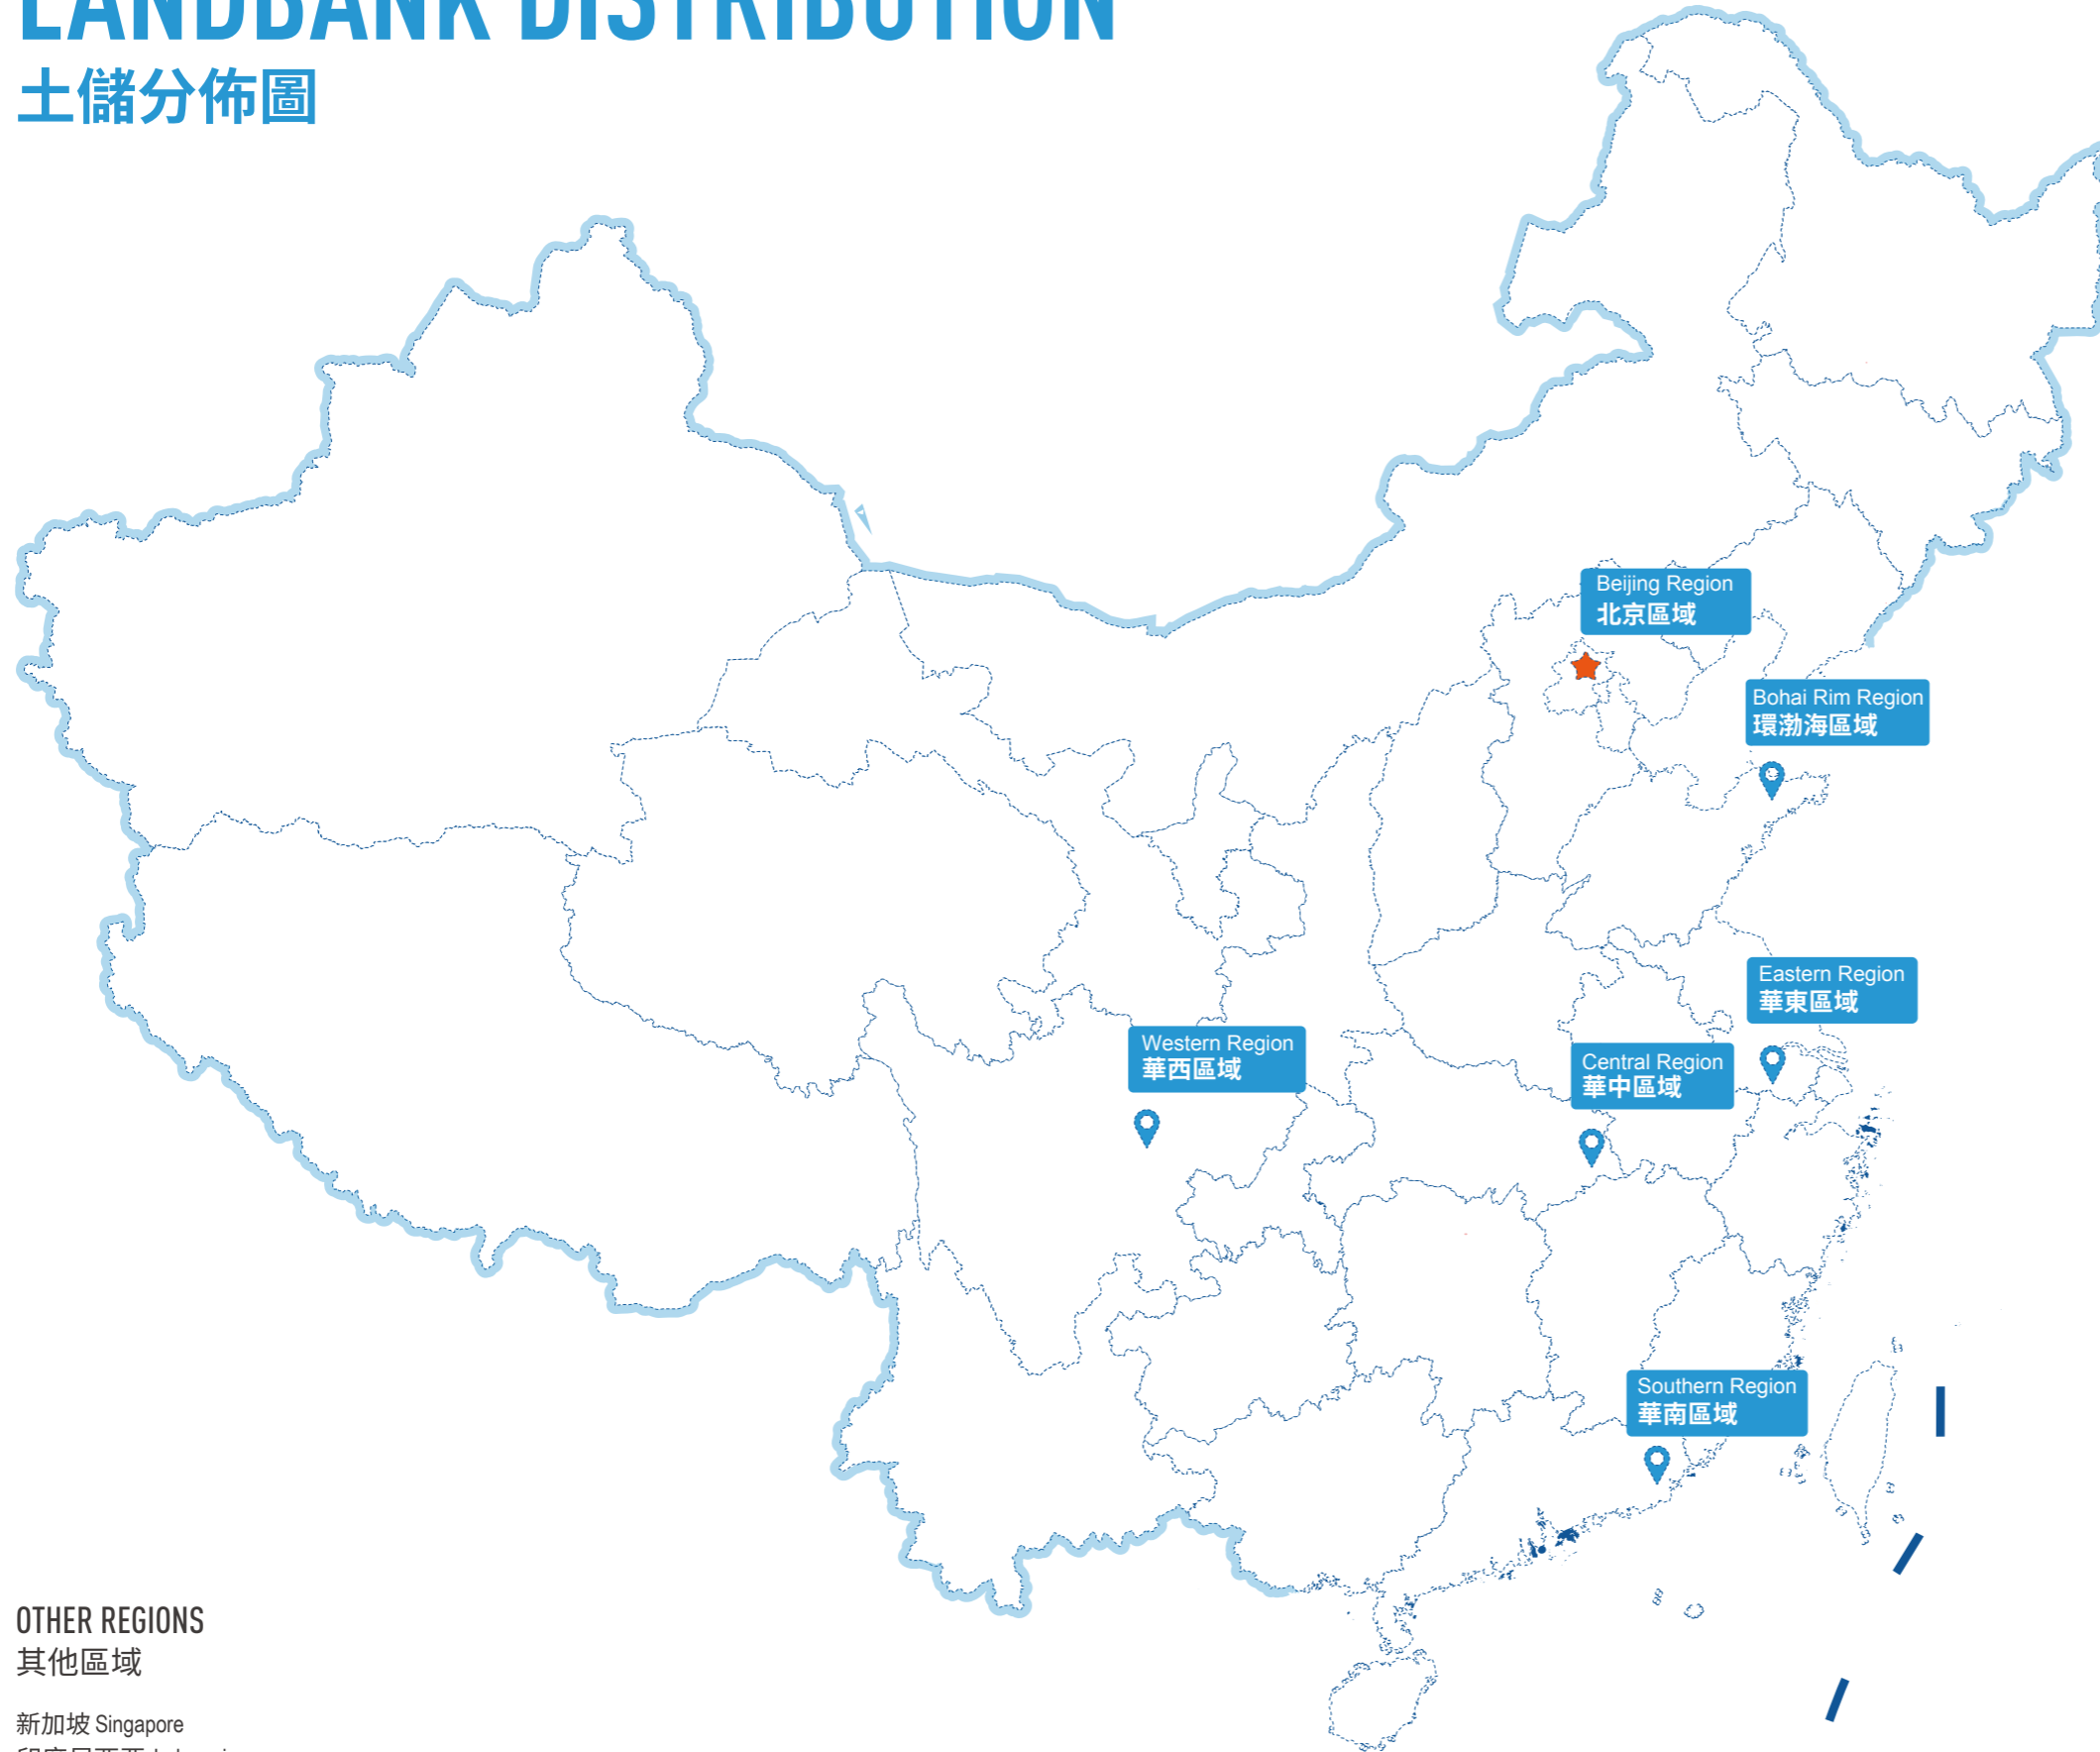 LANDBANK DISTRIBUTION
土儲分佈圖
Beijing Region
北京區域
Bohai Rim Region
環渤海區域
Eastern Region
華東區域
Western Region
華西區域
Central Region
華中區域
Southern Region
華南區域
OTHER REGIONS
其他區域
新加坡 Singapore